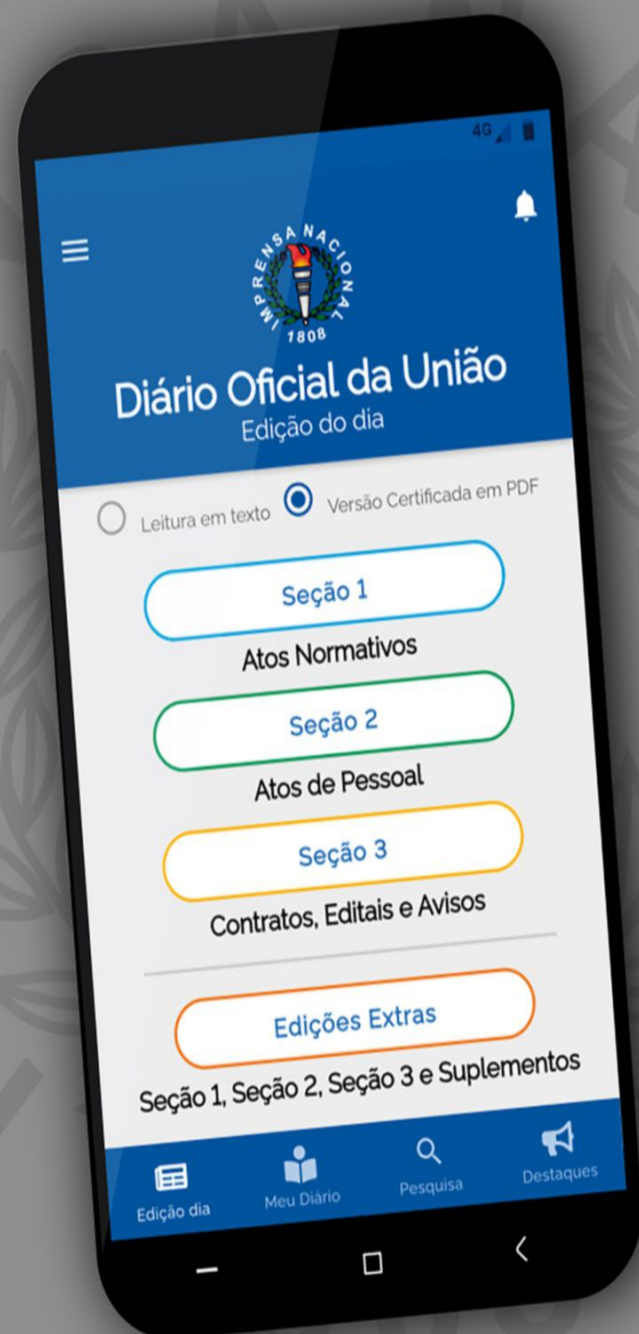 4G
IMPRENSA NACIONAL
1808
Diário Oficial da União
Edição do dia
Leitura em texto
Versão Certificada em PDF
Seção 1
Atos Normativos
Seção 2
Atos de Pessoal
Seção 3
Contratos, Editais e Avisos
Edições Extras
Seção 1, Seção 2, Seção 3 e Suplementos
Edição dia
Meu Diário
Pesquisa
Destaques